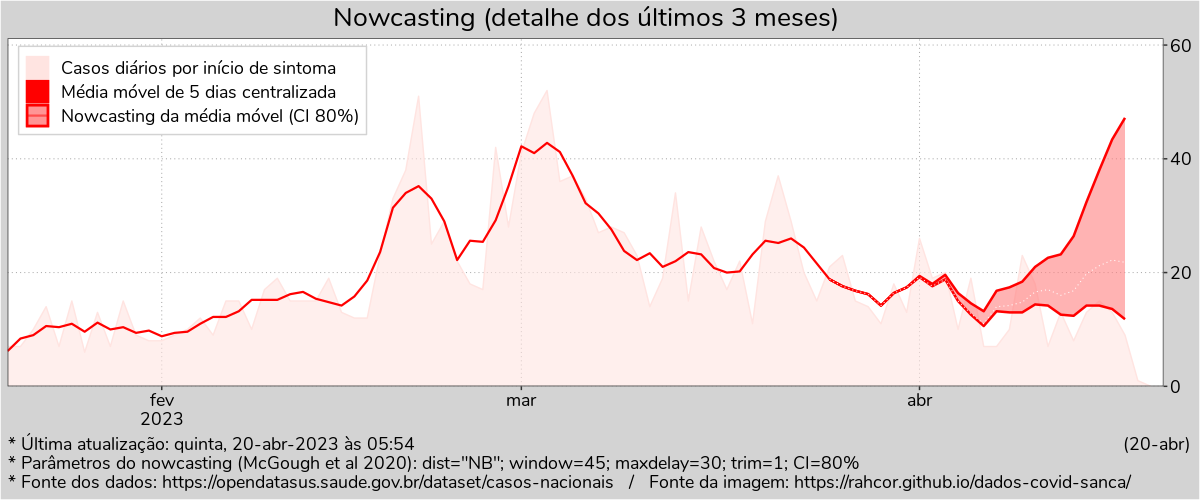 Nowcasting (detalhe dos últimos 3 meses)
Casos diários por início de sintoma
Média móvel de 5 dias centralizada
Nowcasting da média móvel (CI 80%)
60
40
20
0
fev
2023
mar
abr
* Última atualização: quinta, 20-abr-2023 às 05:54
(20-abr)
* Parâmetros do nowcasting (McGough et al 2020): dist="NB"; window=45; maxdelay=30; trim=1; CI=80%
* Fonte dos dados: https://opendatasus.saude.gov.br/dataset/casos-nacionais / Fonte da imagem: https://rahcor.github.io/dados-covid-sanca/